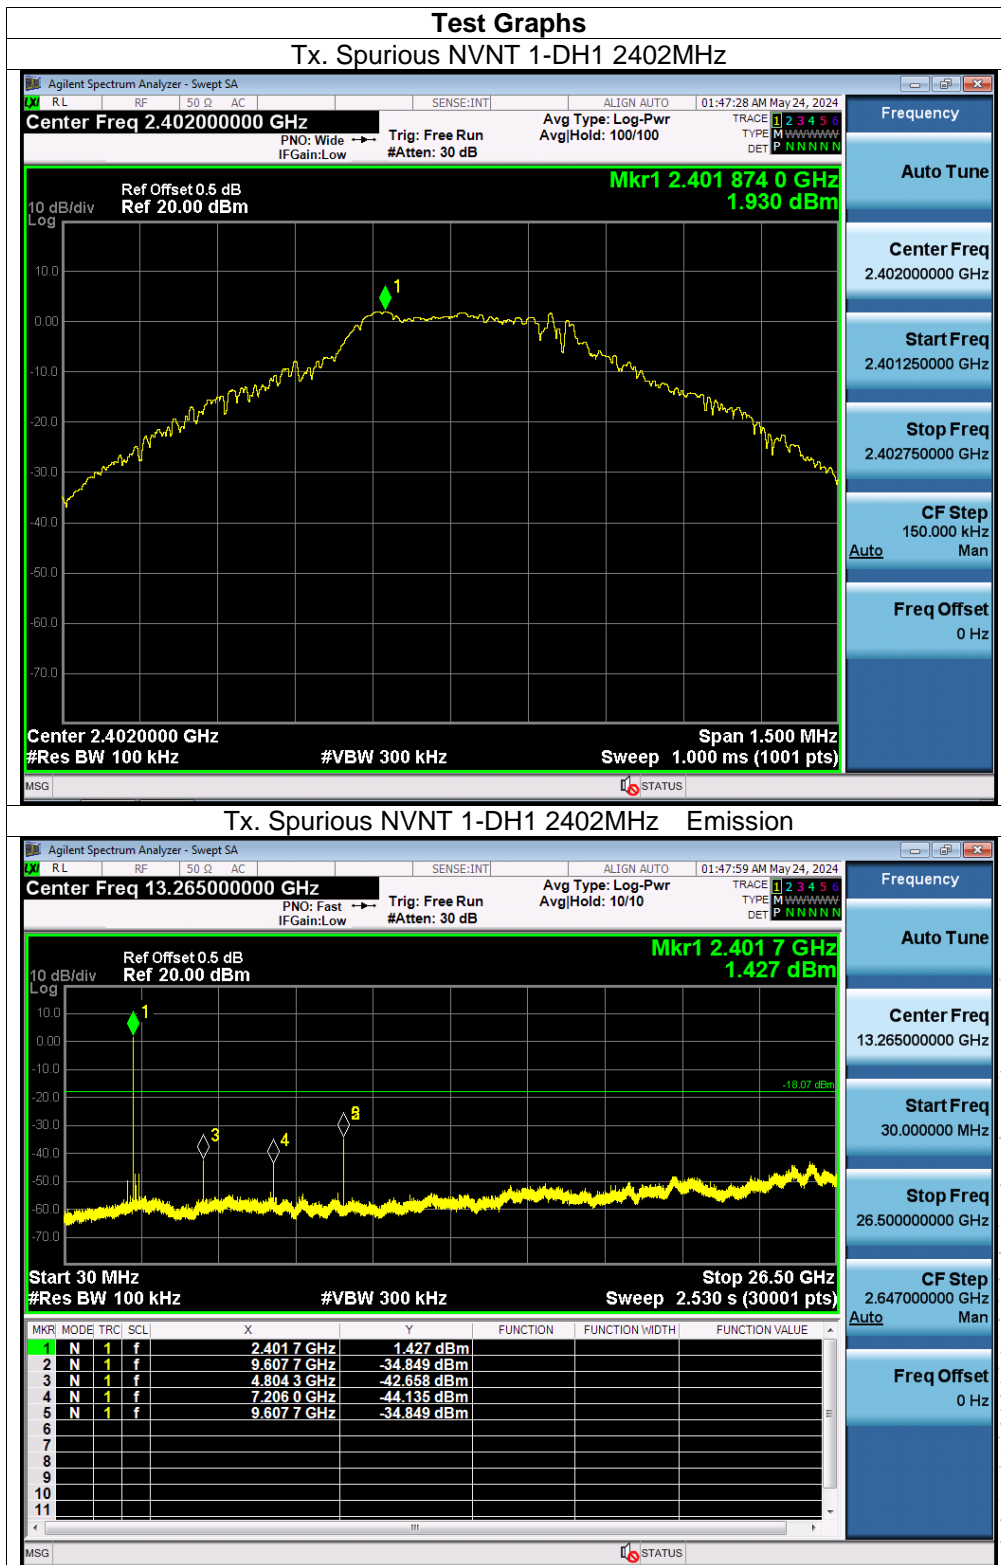 Test Graphs
Tx. Spurious NVNT 1-DH1 2402MHz
Agilent Spectrum Analyzer - Swept SA
LXI RL RF 50 Ω AC SENSE:INT ALIGN AUTO 01:47:28 AM May 24, 2024
Center Freq 2.402000000 GHz
PNO: Wide
IFGain:Low
Trig: Free Run
#Atten: 30 dB
Avg Type: Log-Pwr
Avg|Hold: 100/100
TRACE 1 2 3 4 5 6
TYPE M WWWWW
DET P N N N N N
Frequency
Auto Tune
Center Freq
2.402000000 GHz
Start Freq
2.401250000 GHz
Stop Freq
2.402750000 GHz
CF Step
150.000 kHz
Auto Man
Freq Offset
0 Hz
Mkr1 2.401 874 0 GHz
1.930 dBm
Ref Offset 0.5 dB
10 dB/div Ref 20.00 dBm
Log
1
10.0
0.00
-10.0
-20.0
-30.0
-40.0
-50.0
-60.0
-70.0
Center 2.4020000 GHz Span 1.500 MHz
#Res BW 100 kHz #VBW 300 kHz Sweep 1.000 ms (1001 pts)
MSG STATUS
Tx. Spurious NVNT 1-DH1 2402MHz Emission
Agilent Spectrum Analyzer - Swept SA
LXI RL RF 50 Ω AC SENSE:INT ALIGN AUTO 01:47:59 AM May 24, 2024
Center Freq 13.265000000 GHz
PNO: Fast
IFGain:Low
Trig: Free Run
#Atten: 30 dB
Avg Type: Log-Pwr
Avg|Hold: 10/10
TRACE 1 2 3 4 5 6
TYPE M WWWWW
DET P N N N N N
Frequency
Auto Tune
Center Freq
13.265000000 GHz
Start Freq
30.000000 MHz
Stop Freq
26.500000000 GHz
CF Step
2.647000000 GHz
Auto Man
Freq Offset
0 Hz
Mkr1 2.401 7 GHz
1.427 dBm
Ref Offset 0.5 dB
10 dB/div Ref 20.00 dBm
Log
10.0
0.00
-10.0
-20.0
-30.0
-40.0
-50.0
-60.0
-70.0
1
3
4
-18.07 dBm
Start 30 MHz Stop 26.50 GHz
#Res BW 100 kHz #VBW 300 kHz Sweep 2.530 s (30001 pts)
MKR MODE TRC SCL X Y FUNCTION FUNCTION WIDTH FUNCTION VALUE
1 N 1 f 2.401 7 GHz 1.427 dBm
2 N 1 f 9.607 7 GHz -34.849 dBm
3 N 1 f 4.804 3 GHz -42.658 dBm
4 N 1 f 7.206 0 GHz -44.135 dBm
5 N 1 f 9.607 7 GHz -34.849 dBm
6
7
8
9
10
11
MSG STATUS